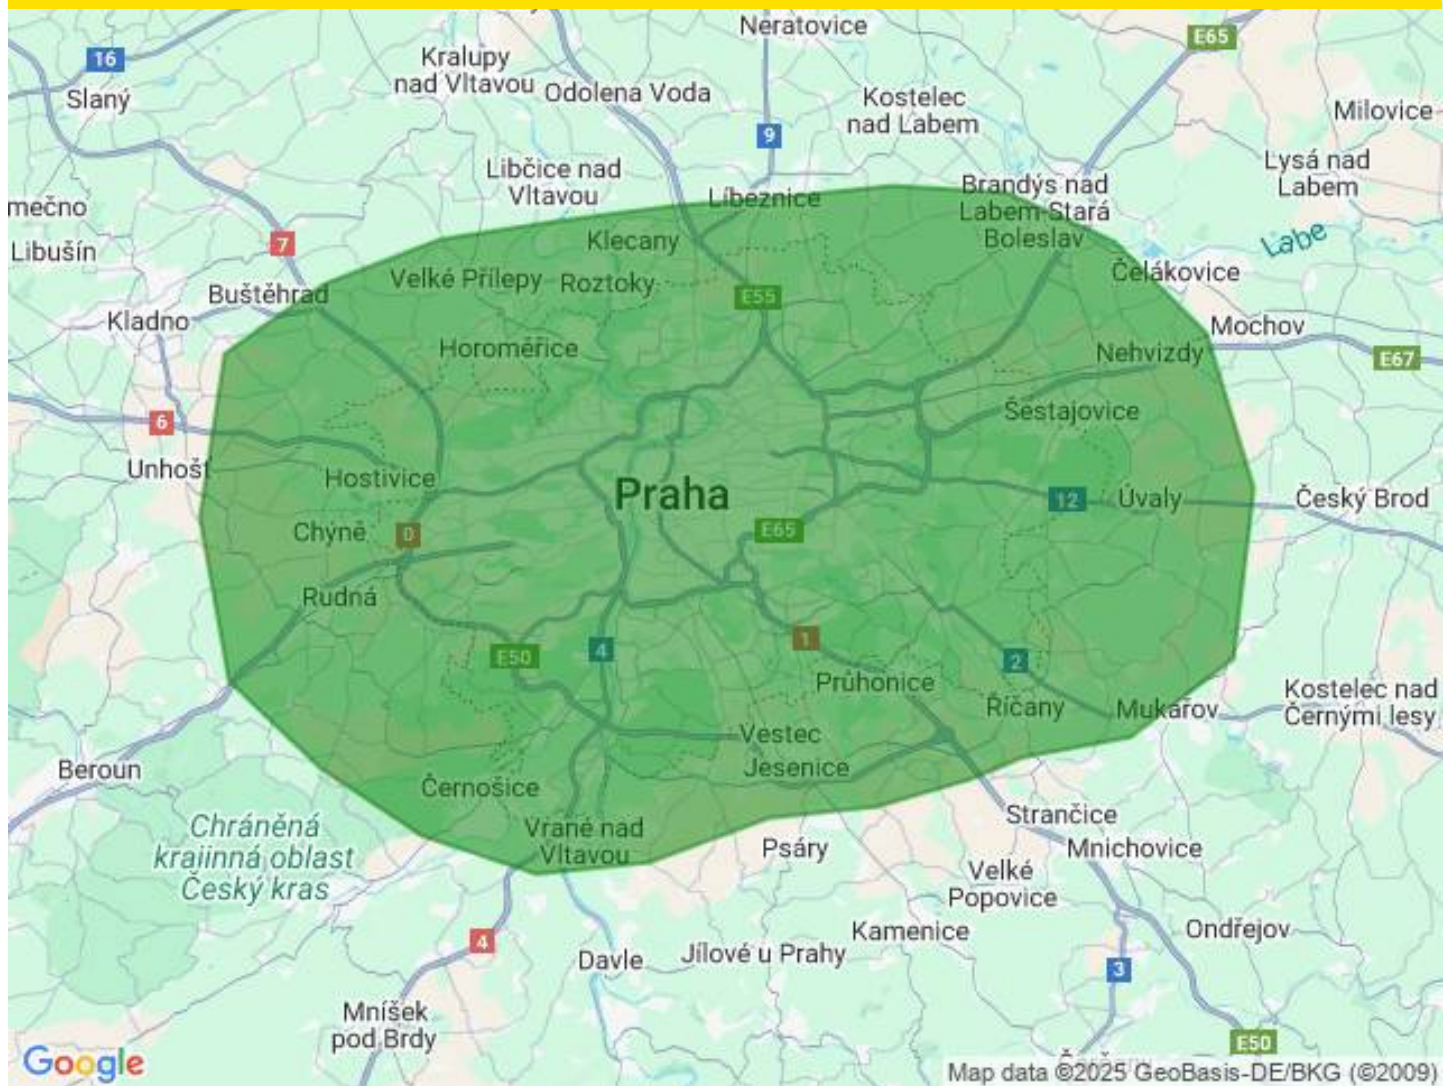 Neratovice
E65
16
Kralupy
nad Vltavou
Odolena Voda
Slaný
Kostelec
nad Labem
Milovice
9
Libčice nad
Vltavou
Lysá nad
Labem
Líbeznice
Brandýs nad
Labem-Stará
Boleslav
mečno
Libušín
7
Klecany
Labe
Velké Přílepy
Roztoky
Čelákovice
Buštěhrad
E55
Kladno
Mochov
Horoměřice
Nehvizdy
E67
6
Šestajovice
Unhošť
Hostivice
Praha
12
Úvaly
Český Brod
Chýně
0
E65
Rudná
E50
4
1
2
Průhonice
Říčany
Mukařov
Kostelec nad
Černými lesy
Vestec
Jesenice
Beroun
Černošice
Chráněná
krajinná oblast
Český kras
Vrané nad
Vltavou
Psáry
Strančice
Mnichovice
Velké
Popovice
Kamenice
Ondřejov
4
Davle
Jílové u Prahy
3
Mníšek
pod Brdy
E50
Google
Map data ©2025 GeoBasis-DE/BKG (©2009)